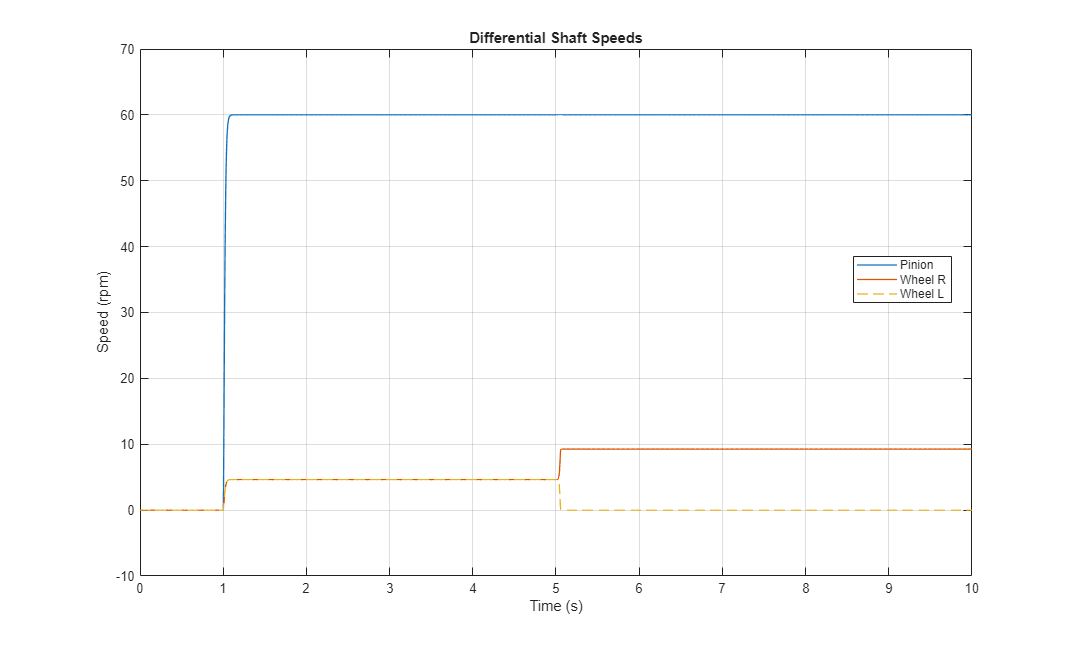 Differential Shaft Speeds
70
60
50
40
30
20
10
0
-10
Speed (rpm)
Pinion
Wheel R
Wheel L
0 1 2 3 4 5 6 7 8 9 10
Time (s)